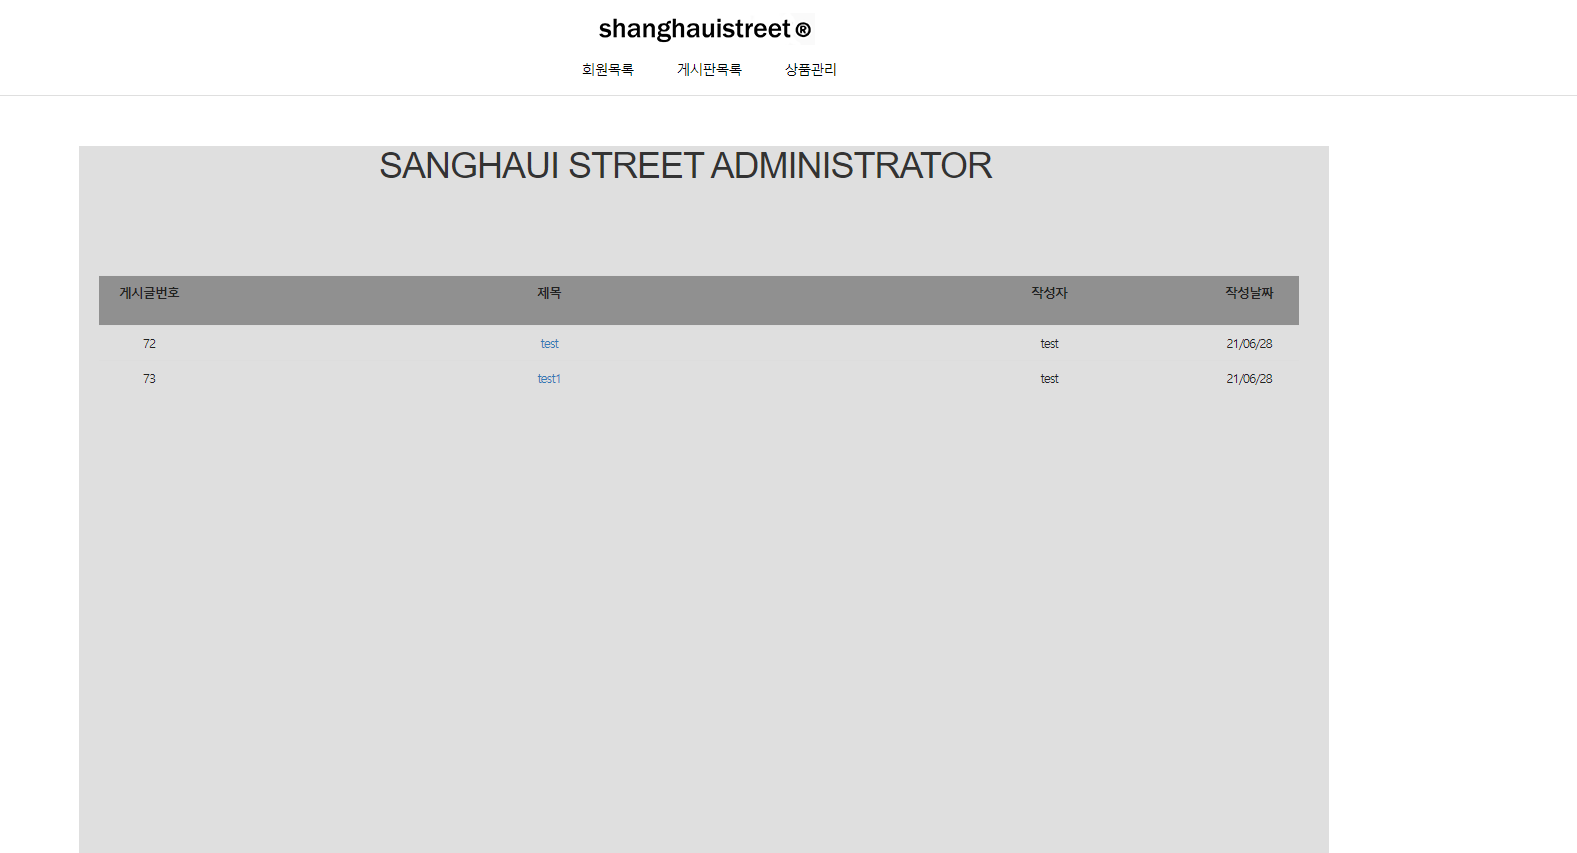 shanghauistreet ®
회원목록 게시판목록 상품관리
SANGHAUI STREET ADMINISTRATOR
게시글번호 제목 작성자 작성날짜
72 test test 21/06/28
73 test1 test 21/06/28